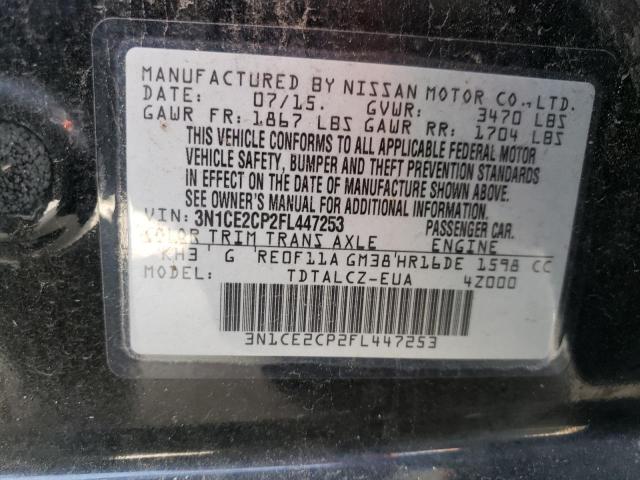 MANUFACTURED BY NISSAN MOTOR CO., LTD.
DATE: 07/15. GVWR: 3470 LBS
GAWR FR: 1867 LBS GAWR RR: 1704 LBS
THIS VEHICLE CONFORMS TO ALL APPLICABLE FEDERAL MOTOR
VEHICLE SAFETY, BUMPER AND THEFT PREVENTION STANDARDS
IN EFFECT ON THE DATE OF MANUFACTURE SHOWN ABOVE.
SEE OWNER'S MANUAL FOR ADDITIONAL INFORMATION.
VIN: 3N1CE2CP2FL447253 PASSENGER CAR.
COLOR TRIM TRANS AXLE ENGINE
KH3 G RE0F11A GM38 HR16DE 1598 CC
MODEL: TDTALCZ-EUA 4Z000
3N1CE2CP2FL447253